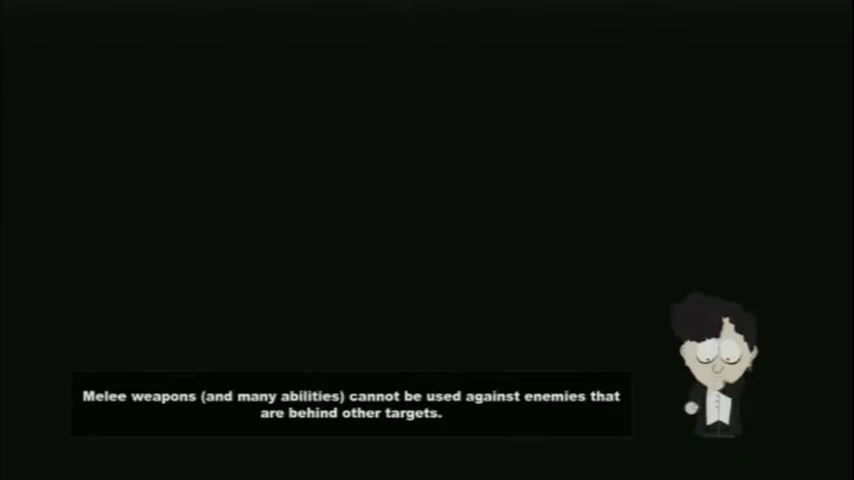 Melee weapons (and many abilities) cannot be used against enemies that
are behind other targets.